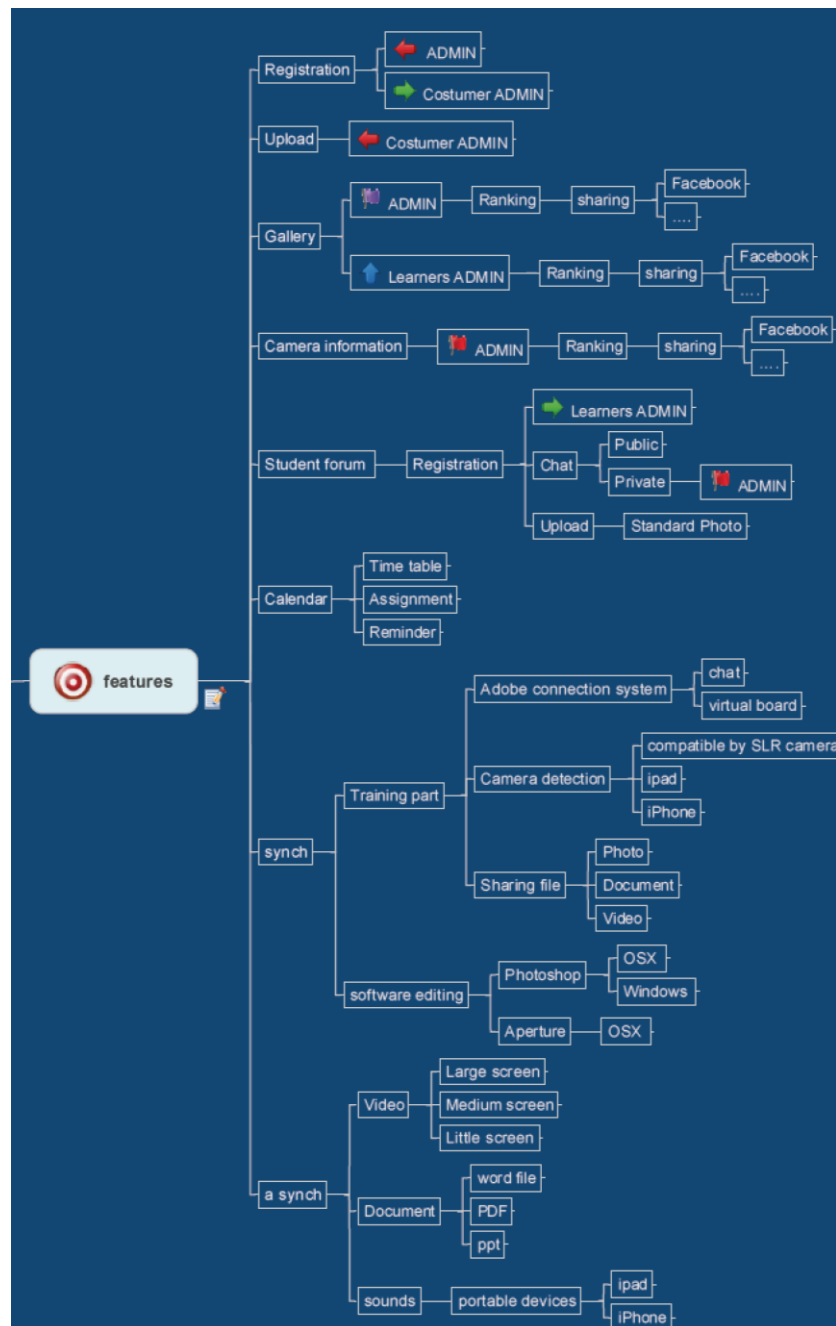 features
Registration
ADMIN
Costumer ADMIN
Upload
Costumer ADMIN
Gallery
ADMIN
Ranking
sharing
Facebook
....
Learners ADMIN
Ranking
sharing
Facebook
....
Camera information
ADMIN
Ranking
sharing
Facebook
....
Student forum
Registration
Learners ADMIN
Chat
Public
Private
ADMIN
Upload
Standard Photo
Calendar
Time table
Assignment
Reminder
synch
Training part
Adobe connection system
chat
virtual board
Camera detection
compatible by SLR camera
ipad
iPhone
Sharing file
Photo
Document
Video
software editing
Photoshop
OSX
Windows
Aperture
OSX
a synch
Video
Large screen
Medium screen
Little screen
Document
word file
PDF
ppt
sounds
portable devices
ipad
iPhone